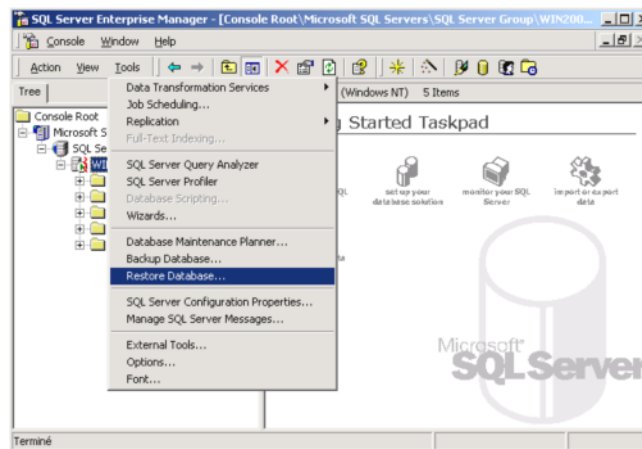 SQL Server Enterprise Manager - [Console Root\Microsoft SQL Servers\SQL Server Group\WIN200...
Console Window Help
Action View Tools
Tree
(Windows NT) 5 Items
Console Root
Microsoft S
SQL Se
WI
Data Transformation Services
Job Scheduling...
Replication
Full-Text Indexing...
SQL Server Query Analyzer
SQL Server Profiler
Database Scripting...
Wizards...
Database Maintenance Planner...
Backup Database...
Restore Database...
SQL Server Configuration Properties...
Manage SQL Server Messages...
External Tools...
Options...
Font...
g Started Taskpad
QL
set up your
database solution
monitor your SQL
Server
import or export
data
ta
Microsoft
SQL Server
Terminé